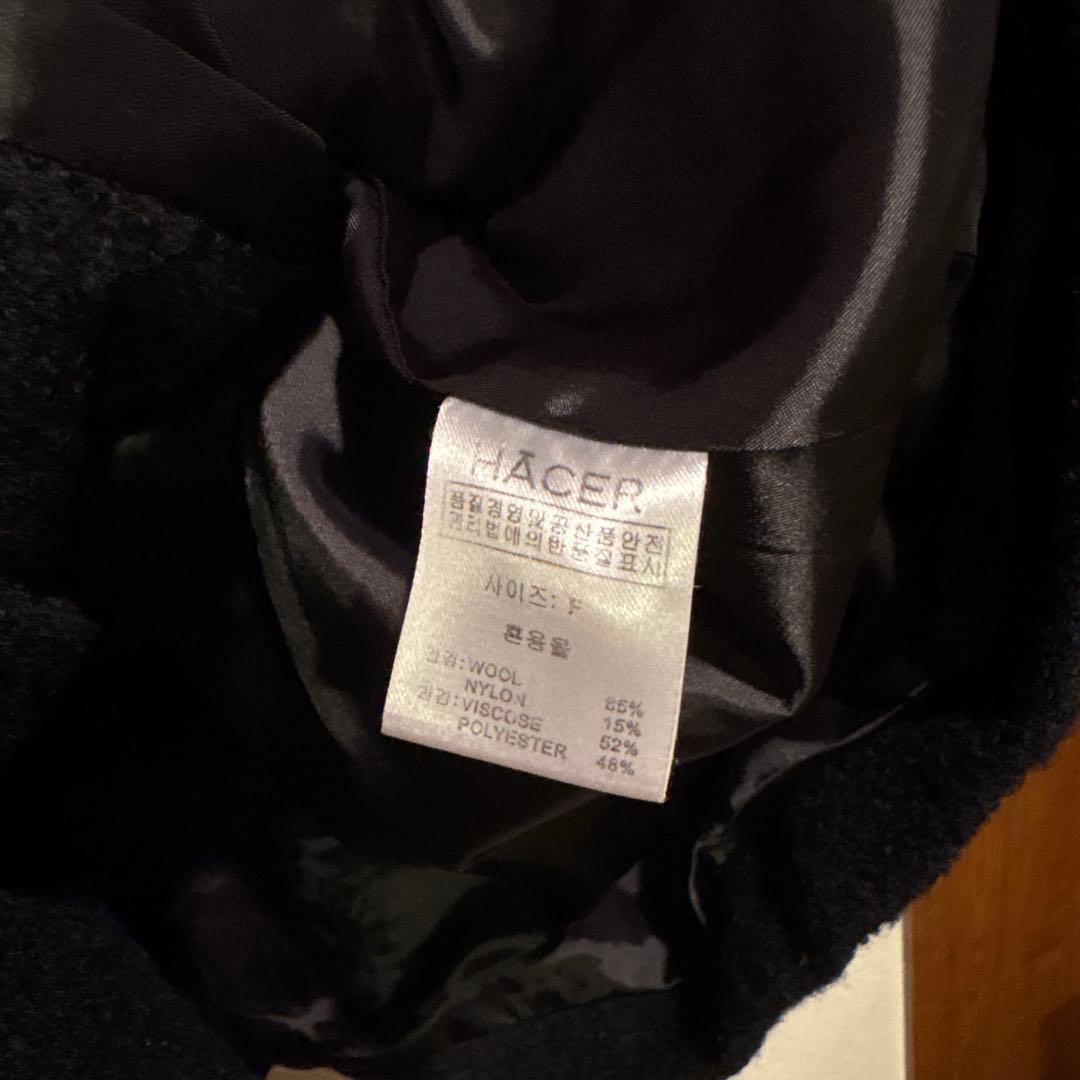 HACER
품질경영및공산품안전
관리법에의한품질표시
사이즈: F
혼용율
겉감:WOOL 85%
NYLON 15%
안감:VISCOSE 52%
POLYESTER 48%